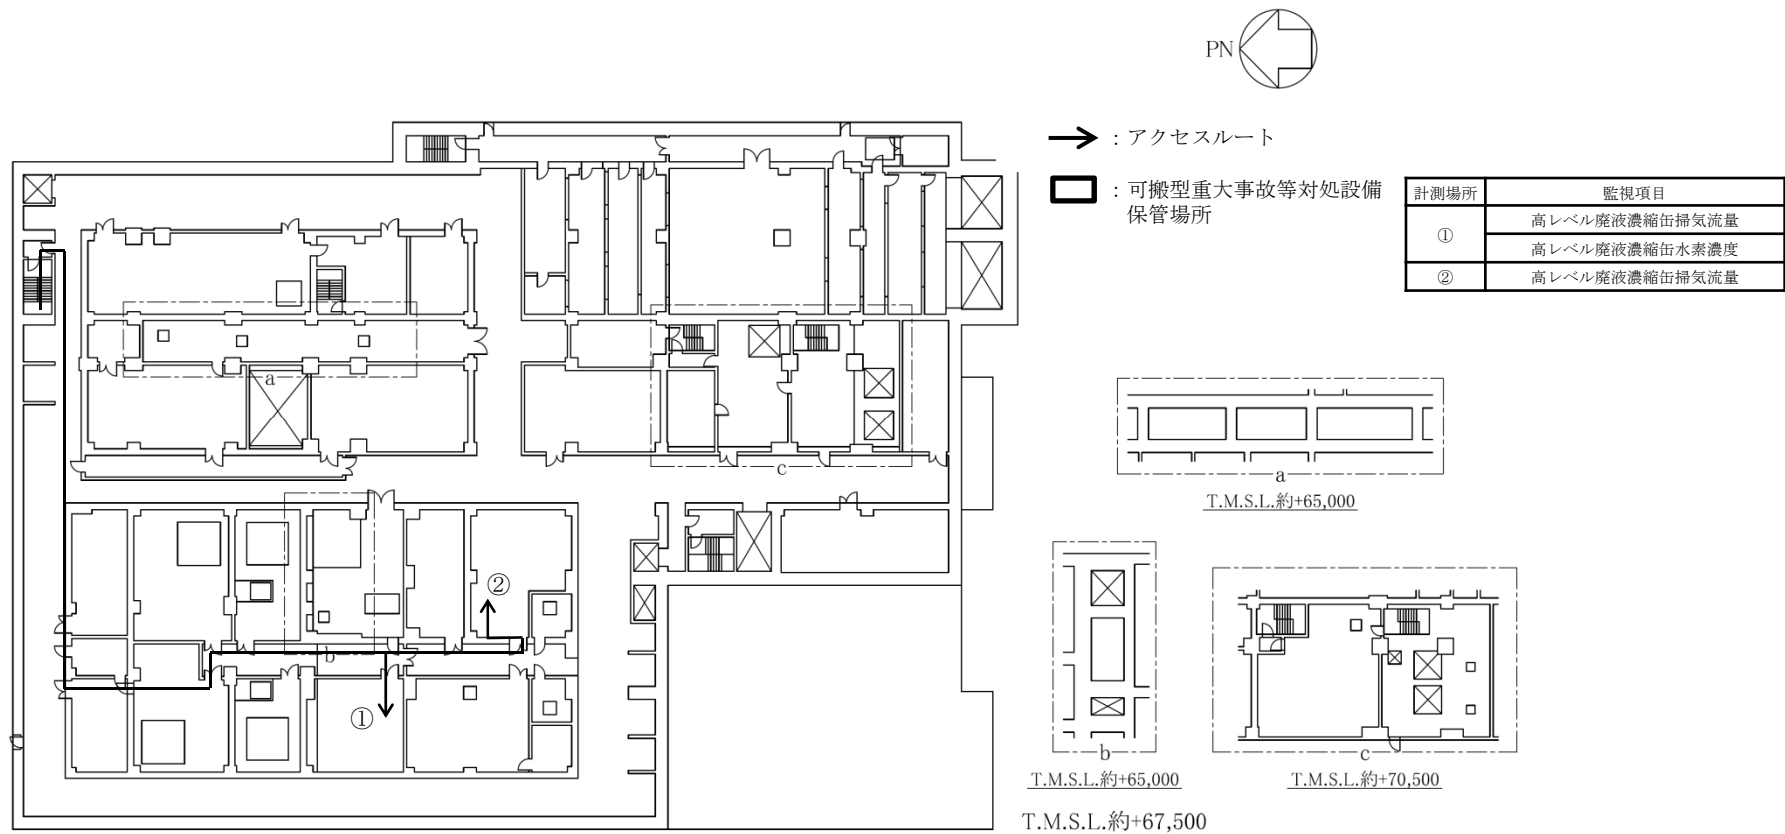 PN
：アクセスルート
：可搬型重大事故等対処設備
保管場所
計測場所 監視項目
① 高レベル廃液濃縮缶掃気流量
高レベル廃液濃縮缶水素濃度
② 高レベル廃液濃縮缶掃気流量
a
c
②
b
①
a
T.M.S.L.約+65,000
b
T.M.S.L.約+65,000
c
T.M.S.L.約+70,500
T.M.S.L.約+67,500